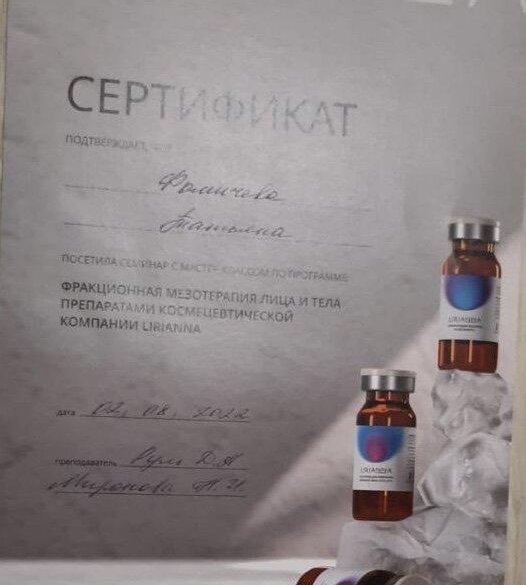 СЕРТИФИКАТ
ПОДТВЕРЖДАЕТ,
Фомичева
Татьяна
ПОСЕТИЛА СЕМИНАР С МАСТЕР-КЛАССОМ ПО ПРОГРАММЕ
ФРАКЦИОННАЯ МЕЗОТЕРАПИЯ ЛИЦА И ТЕЛА
ПРЕПАРАТАМИ КОСМЕЦЕВТИЧЕСКОЙ
КОМПАНИИ LIRIANNA
ДАТА 02, 08, 2022
ПРЕПОДАВАТЕЛЬ Д.А
Миронова Н.И.